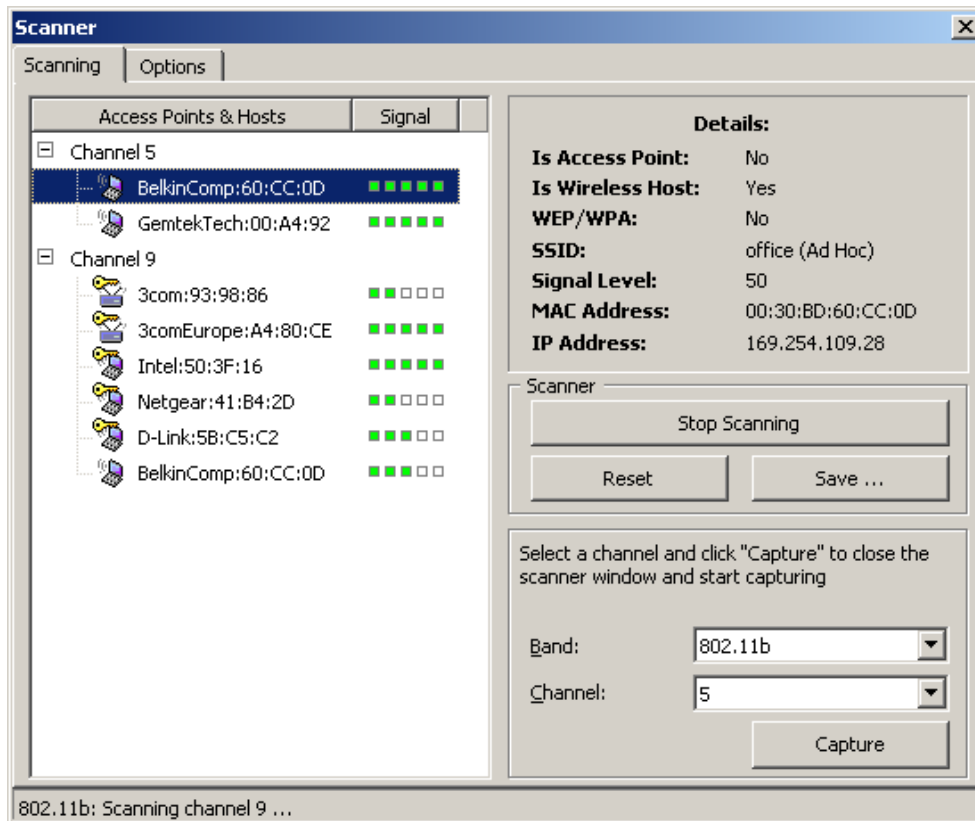 Scanner
Scanning Options
Access Points & Hosts Signal
Channel 5
BelkinComp:60:CC:0D
GemtekTech:00:A4:92
Channel 9
3com:93:98:86
3comEurope:A4:80:CE
Intel:50:3F:16
Netgear:41:B4:2D
D-Link:5B:C5:C2
BelkinComp:60:CC:0D
Details:
Is Access Point: No
Is Wireless Host: Yes
WEP/WPA: No
SSID: office (Ad Hoc)
Signal Level: 50
MAC Address: 00:30:BD:60:CC:0D
IP Address: 169.254.109.28
Scanner
Stop Scanning
Reset Save ...
Select a channel and click "Capture" to close the
scanner window and start capturing
Band: 802.11b
Channel: 5
Capture
802.11b: Scanning channel 9 ...